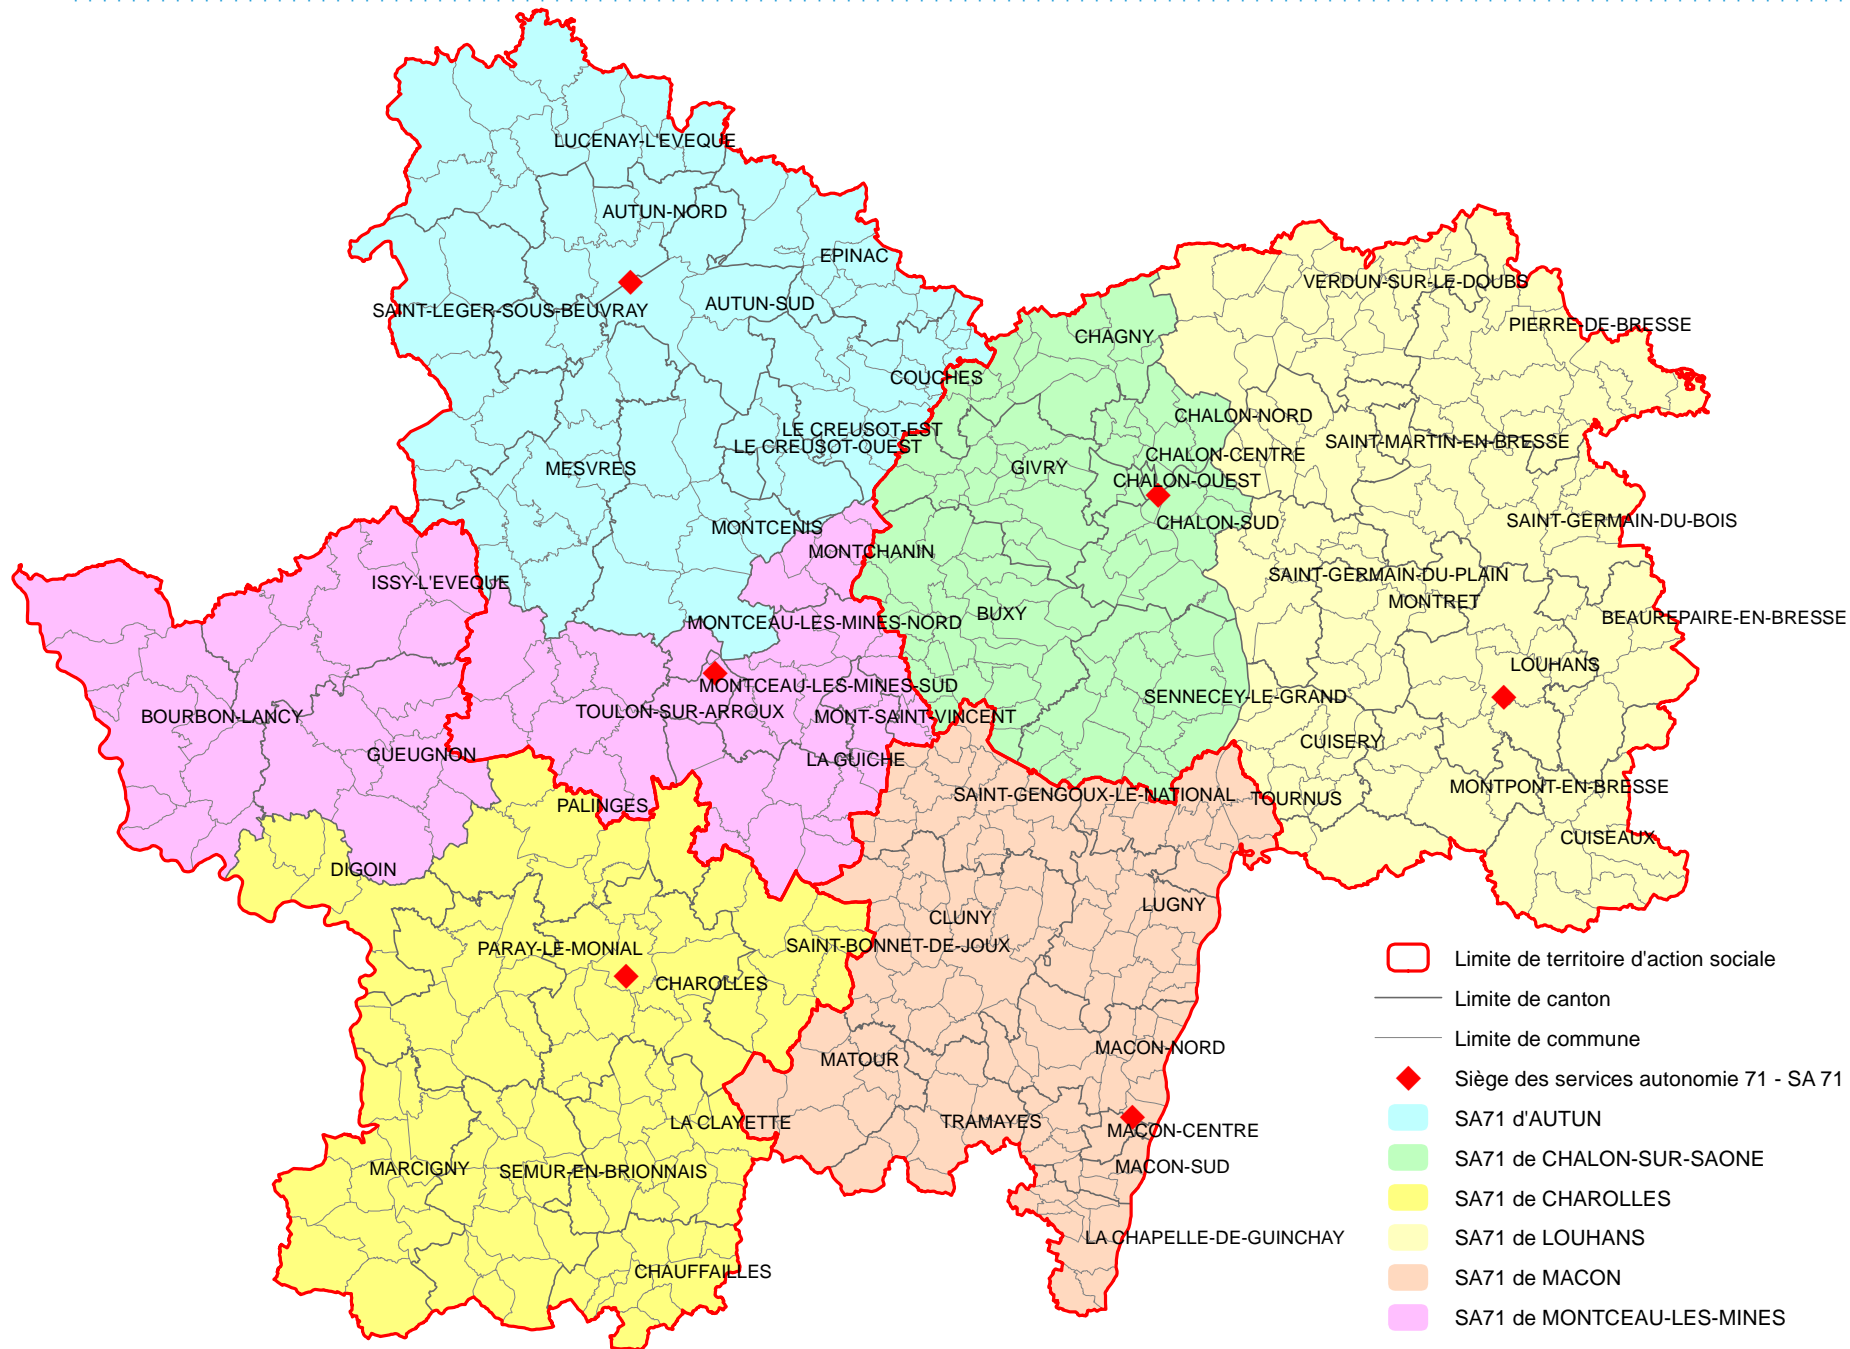 LUCENAY-L'EVEQUE
AUTUN-NORD
EPINAC
VERDUN-SUR-LE-DOUBS
SAINT-LEGER-SOUS-BEUVRAY
AUTUN-SUD
PIERRE-DE-BRESSE
CHAGNY
COUCHES
CHALON-NORD
LE CREUSOT-EST
LE CREUSOT-OUEST
SAINT-MARTIN-EN-BRESSE
CHALON-CENTRE
MESVRES
GIVRY
CHALON-OUEST
MONTCENIS
CHALON-SUD
SAINT-GERMAIN-DU-BOIS
MONTCHANIN
ISSY-L'EVEQUE
SAINT-GERMAIN-DU-PLAIN
MONTRET
BUXY
MONTCEAU-LES-MINES-NORD
BEAUREPAIRE-EN-BRESSE
LOUHANS
MONTCEAU-LES-MINES-SUD
SENNECEY-LE-GRAND
BOURBON-LANCY
TOULON-SUR-ARROUX
MONT-SAINT-VINCENT
CUISERY
GUEUGNON
LA GUICHE
MONTPONT-EN-BRESSE
PALINGES
SAINT-GENGOUX-LE-NATIONAL
TOURNUS
CUISEAUX
DIGOIN
LUGNY
CLUNY
PARAY-LE-MONIAL
SAINT-BONNET-DE-JOUX
CHAROLLES
MATOUR
MACON-NORD
LA CLAYETTE
TRAMAYES
MACON-CENTRE
MARCIGNY
SEMUR-EN-BRIONNAIS
MACON-SUD
LA CHAPELLE-DE-GUINCHAY
CHAUFFAILLES
Limite de territoire d'action sociale
Limite de canton
Limite de commune
Siège des services autonomie 71 - SA 71
SA71 d'AUTUN
SA71 de CHALON-SUR-SAONE
SA71 de CHAROLLES
SA71 de LOUHANS
SA71 de MACON
SA71 de MONTCEAU-LES-MINES